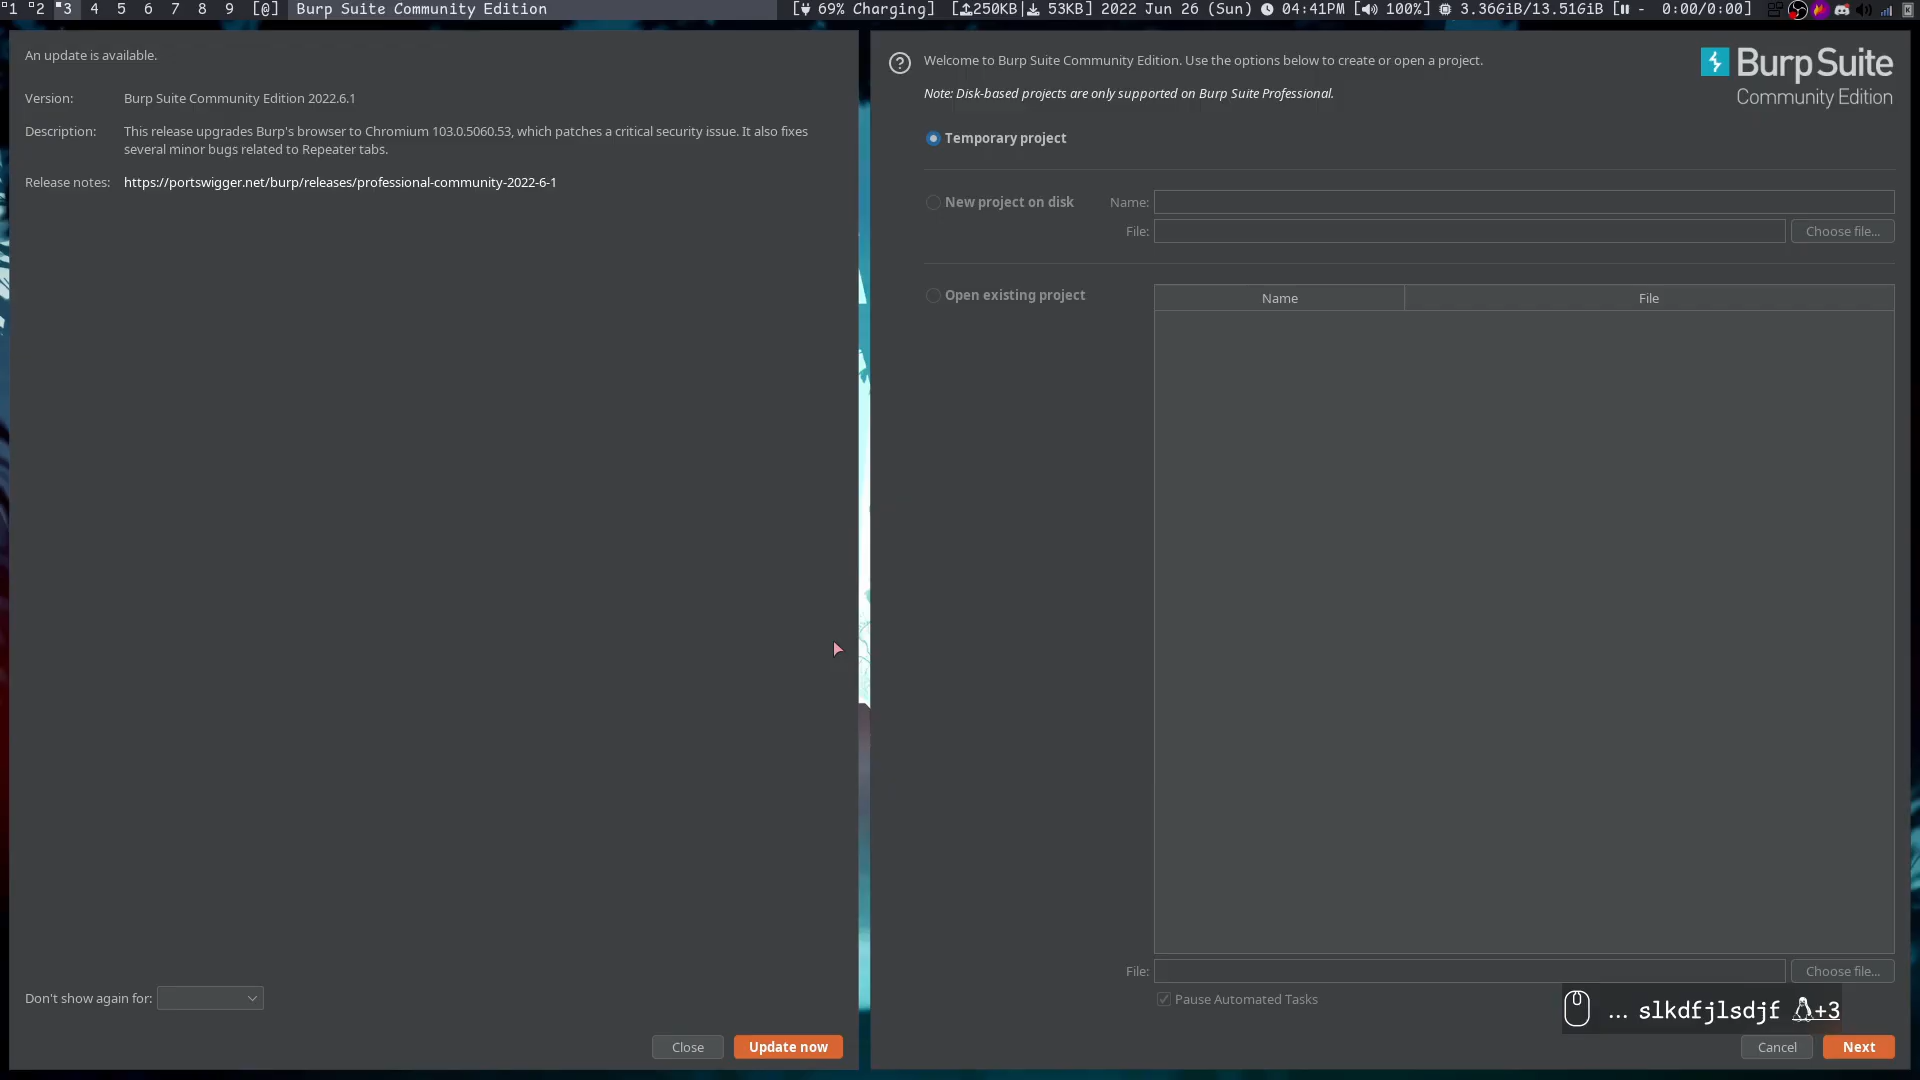 1 2 3 4 5 6 7 8 9 [@] Burp Suite Community Edition [69% Charging] [250KB| 53KB] 2022 Jun 26 (Sun) 04:41PM [100%] 3.36GiB/13.51GiB [ - 0:00/0:00]
An update is available.
Version: Burp Suite Community Edition 2022.6.1
Description: This release upgrades Burp's browser to Chromium 103.0.5060.53, which patches a critical security issue. It also fixes
several minor bugs related to Repeater tabs.
Release notes: https://portswigger.net/burp/releases/professional-community-2022-6-1
Don't show again for:
Close Update now
Welcome to Burp Suite Community Edition. Use the options below to create or open a project.
Note: Disk-based projects are only supported on Burp Suite Professional.
Burp Suite
Community Edition
Temporary project
New project on disk Name:
File: Choose file...
Open existing project Name File
File: Choose file...
Pause Automated Tasks
... slkdfjlsdjf +3
Cancel Next